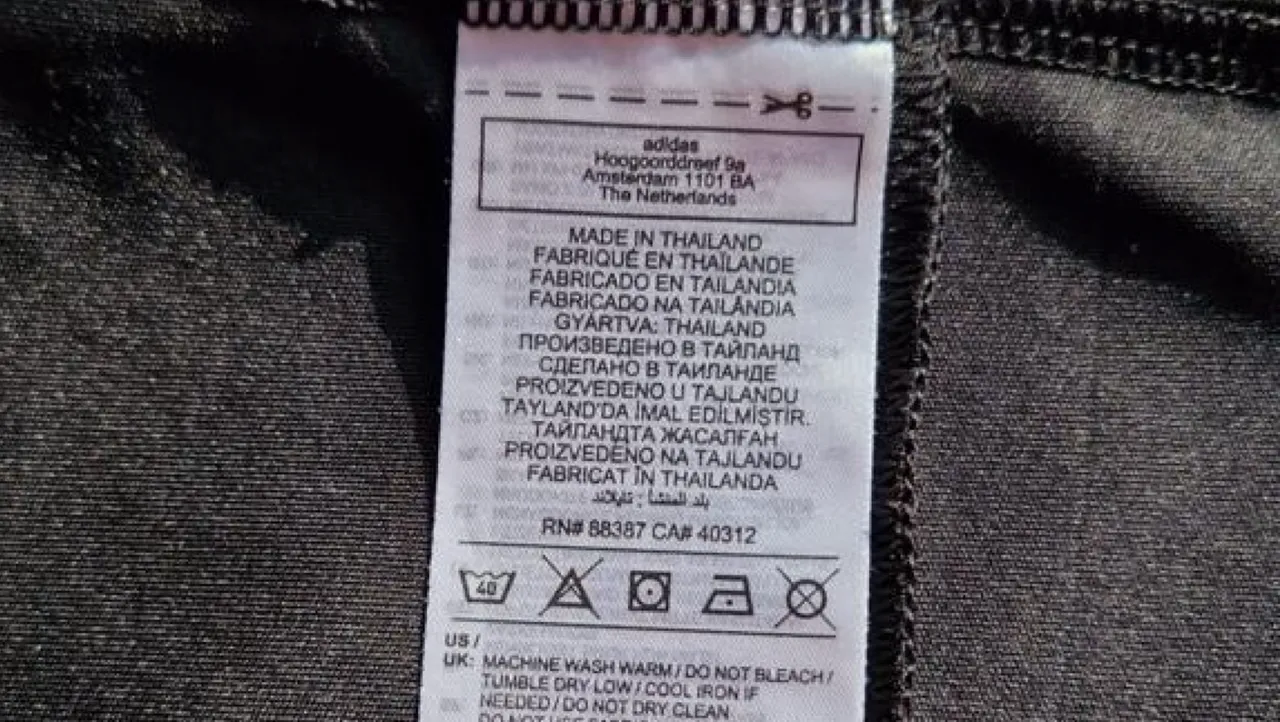 adidas
Hoogoorddreef 9a
Amsterdam 1101 BA
The Netherlands
MADE IN THAILAND
FABRIQUÉ EN THAÏLANDE
FABRICADO EN TAILANDIA
FABRICADO NA TAILÂNDIA
GYÁRTVA: THAILAND
ПРОИЗВЕДЕНО В ТАЙЛАНД
СДЕЛАНО В ТАИЛАНДЕ
PROIZVEDENO U TAJLANDU
TAYLAND'DA İMAL EDİLMİŞTİR.
ТАЙЛАНДТА ЖАСАЛҒАН
PROIZVEDENO NA TAJLANDU
FABRICAT ÎN THAILANDA
بلد المنشأ : تايلاند
RN# 88387 CA# 40312
40
US /
UK: MACHINE WASH WARM / DO NOT BLEACH /
TUMBLE DRY LOW / COOL IRON IF
NEEDED / DO NOT DRY CLEAN
DO NOT USE